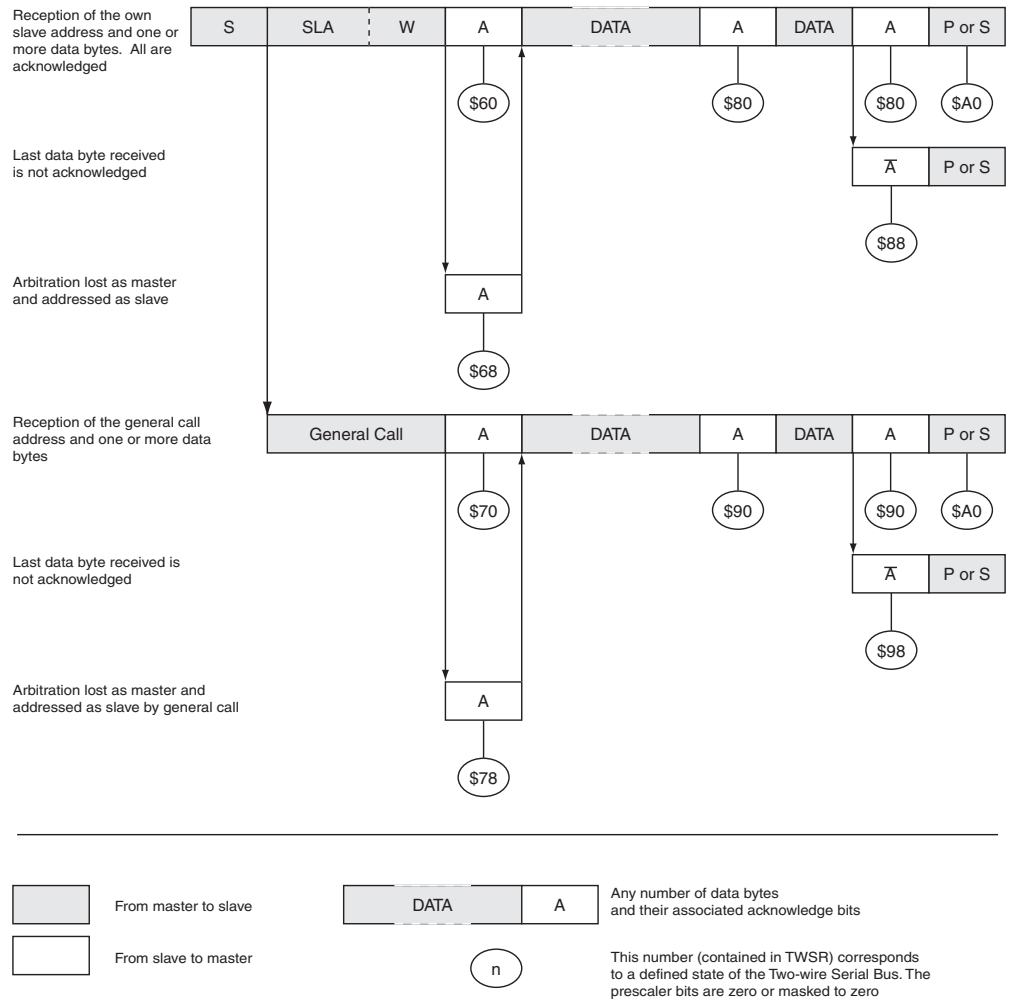 Reception of the own
slave address and one or
more data bytes.  All are
acknowledged
S SLA W A DATA A DATA A P or S
$60 $80 $80 $A0
Last data byte received
is not acknowledged
A̅ P or S
$88
Arbitration lost as master
and addressed as slave
A
$68
Reception of the general call
address and one or more data
bytes
General Call A DATA A DATA A P or S
$70 $90 $90 $A0
Last data byte received is
not acknowledged
A̅ P or S
$98
Arbitration lost as master and
addressed as slave by general call
A
$78
From master to slave
DATA A
Any number of data bytes
and their associated acknowledge bits
From slave to master
n
This number (contained in TWSR) corresponds
to a defined state of the Two-wire Serial Bus. The
prescaler bits are zero or masked to zero